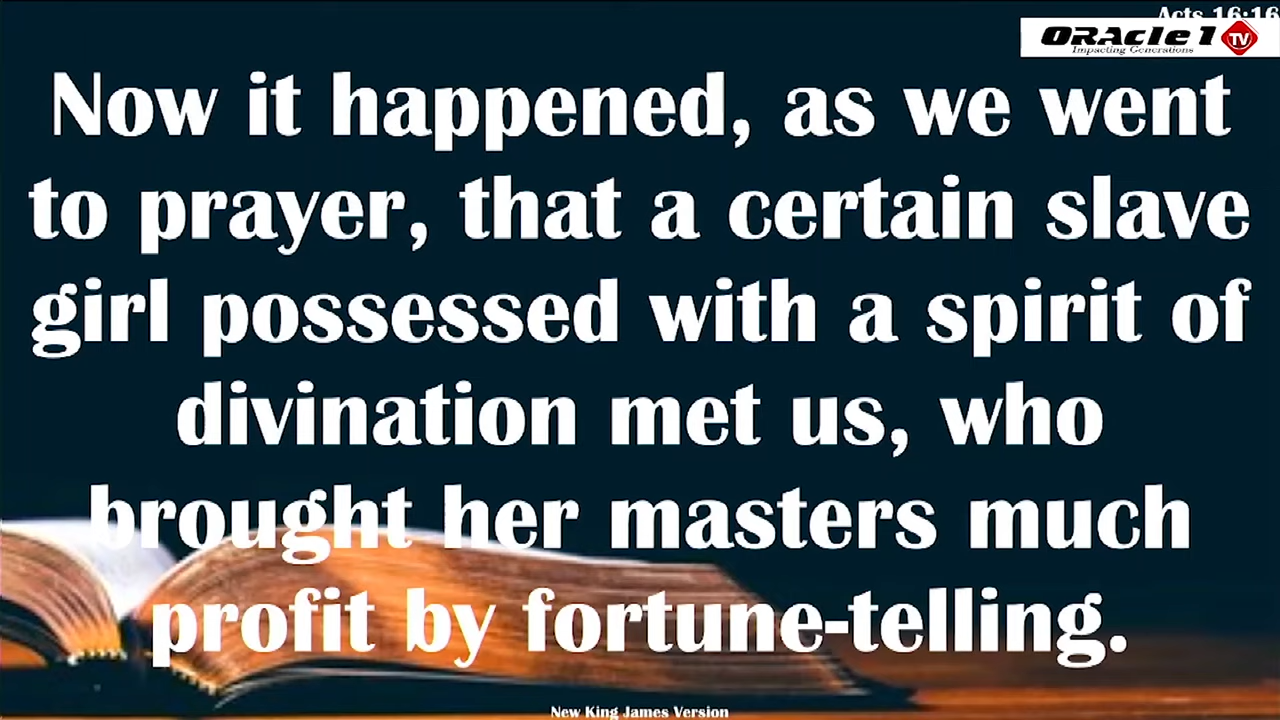 Acts 16:16
ORACLE 1 TV
Impacting Generations
Now it happened, as we went
to prayer, that a certain slave
girl possessed with a spirit of
divination met us, who
brought her masters much
profit by fortune-telling.
New King James Version